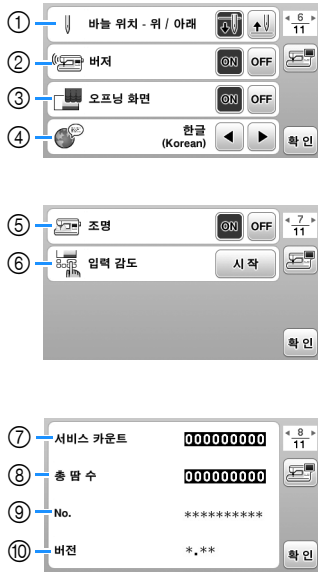 ① 바늘 위치 - 위 / 아래 6
11
② 버저 ON OFF
③ 오프닝 화면 ON OFF
④ 한글
(Korean) 확인
⑤ 조명 ON OFF 7
11
⑥ 입력 감도 시작
확인
8
11
⑦ 서비스 카운트 000000000
⑧ 총 땀 수 000000000
⑨ No. **********
⑩ 버전 *.** 확인